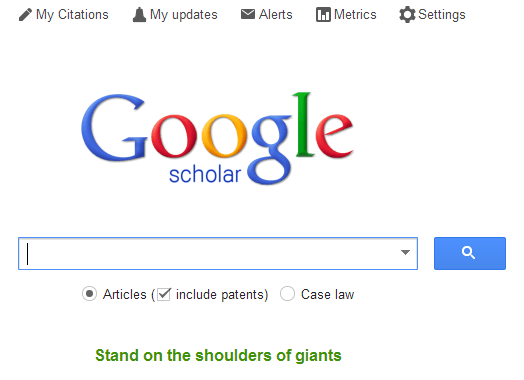 My Citations My updates Alerts Metrics Settings
Google
scholar
Articles (include patents) Case law
Stand on the shoulders of giants